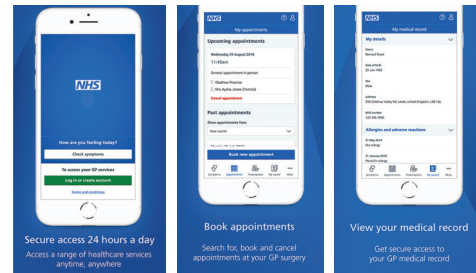 NHS
How are you feeling today?
Check symptoms
To access your GP services
Log in or create account
Terms and conditions
Secure access 24 hours a day
Access a range of healthcare services
anytime, anywhere
NHS
My appointments
Upcoming appointments
Wednesday 29 August 2018
11:45am
General appointment in person
Gledhow Practice
Mrs Aysha Jones (Female)
Cancel appointment
Past appointments
Show appointments from
Past month
Book new appointment
Symptoms
Appointments
Prescriptions
My record
More
Book appointments
Search for, book and cancel
appointments at your GP surgery
NHS
My medical record
My details
Name
Date of birth
Sex
Male
Address
NHS number
Allergies and adverse reactions
Nut allergy
Symptoms
Appointments
Prescriptions
My record
More
View your medical record
Get secure access to
your GP medical record